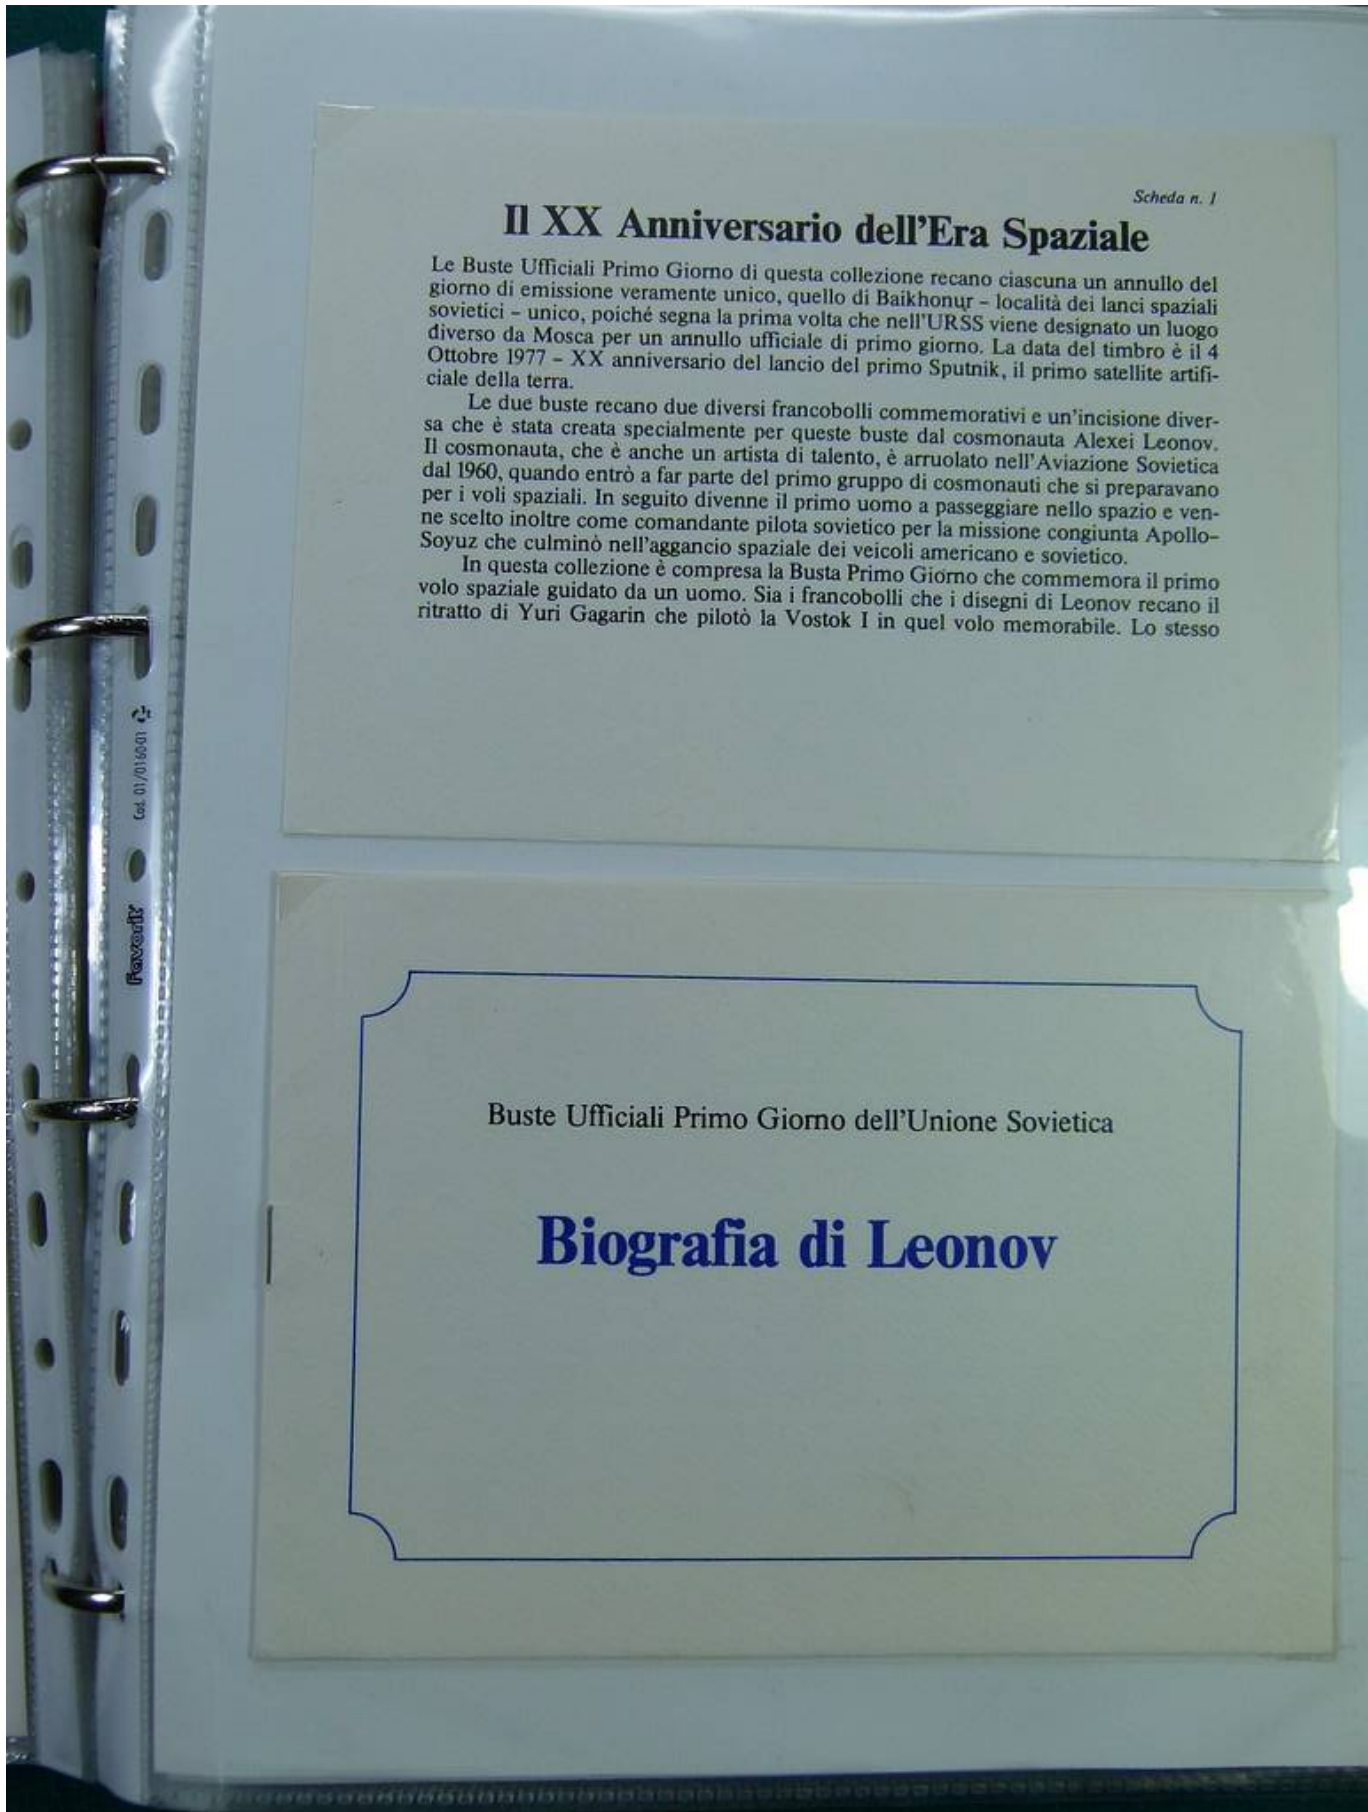 Scheda n. 1
Il XX Anniversario dell'Era Spaziale
Le Buste Ufficiali Primo Giorno di questa collezione recano ciascuna un annullo del
giorno di emissione veramente unico, quello di Baikhonur – località dei lanci spaziali
sovietici – unico, poiché segna la prima volta che nell'URSS viene designato un luogo
diverso da Mosca per un annullo ufficiale di primo giorno. La data del timbro è il 4
Ottobre 1977 – XX anniversario del lancio del primo Sputnik, il primo satellite artifi-
ciale della terra.
Le due buste recano due diversi francobolli commemorativi e un'incisione diver-
sa che è stata creata specialmente per queste buste dal cosmonauta Alexei Leonov.
Il cosmonauta, che è anche un artista di talento, è arruolato nell'Aviazione Sovietica
dal 1960, quando entrò a far parte del primo gruppo di cosmonauti che si preparavano
per i voli spaziali. In seguito divenne il primo uomo a passeggiare nello spazio e ven-
ne scelto inoltre come comandante pilota sovietico per la missione congiunta Apollo–
Soyuz che culminò nell'aggancio spaziale dei veicoli americano e sovietico.
In questa collezione è compresa la Busta Primo Giorno che commemora il primo
volo spaziale guidato da un uomo. Sia i francobolli che i disegni di Leonov recano il
ritratto di Yuri Gagarin che pilotò la Vostok I in quel volo memorabile. Lo stesso
Cod. 01/0160-01
Favorit
Buste Ufficiali Primo Giorno dell'Unione Sovietica
Biografia di Leonov